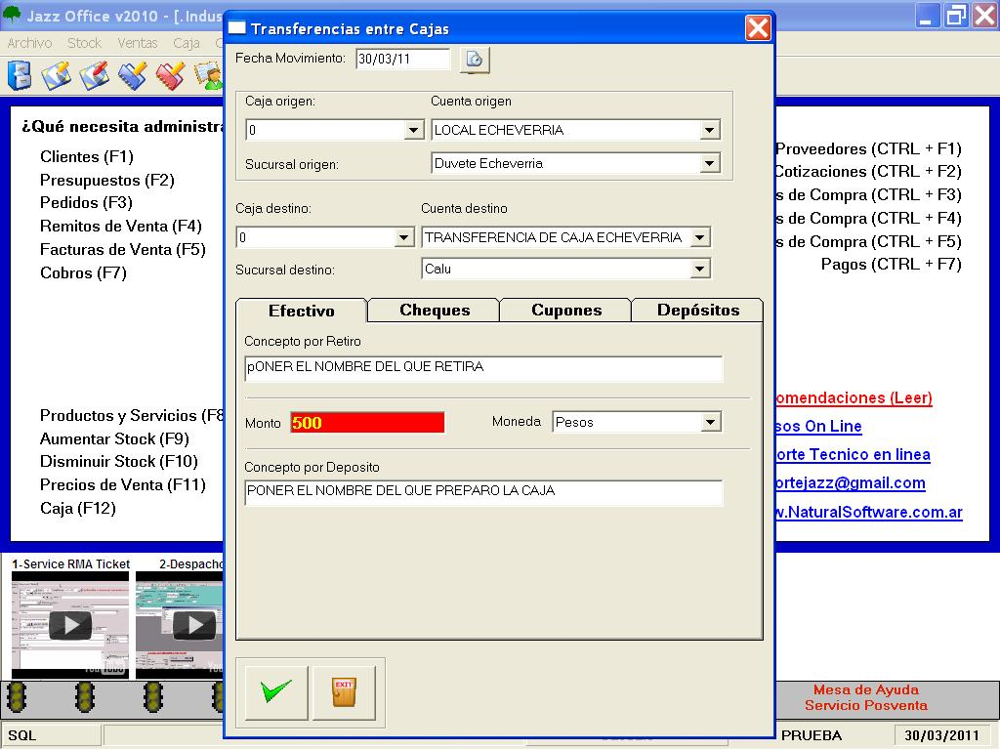 Jazz Office v2010 - [.Indus
Archivo Stock Ventas Caja C
¿Qué necesita administra
Clientes (F1)
Presupuestos (F2)
Pedidos (F3)
Remitos de Venta (F4)
Facturas de Venta (F5)
Cobros (F7)
Productos y Servicios (F8
Aumentar Stock (F9)
Disminuir Stock (F10)
Precios de Venta (F11)
Caja (F12)
Transferencias entre Cajas
Fecha Movimiento: 30/03/11
Caja origen: Cuenta origen
0 LOCAL ECHEVERRIA
Sucursal origen: Duvete Echeverria
Caja destino: Cuenta destino
0 TRANSFERENCIA DE CAJA ECHEVERRIA
Sucursal destino: Calu
Efectivo Cheques Cupones Depósitos
Concepto por Retiro
pONER EL NOMBRE DEL QUE RETIRA
Monto 500 Moneda Pesos
Concepto por Deposito
PONER EL NOMBRE DEL QUE PREPARO LA CAJA
EXIT
Proveedores (CTRL + F1)
Cotizaciones (CTRL + F2)
s de Compra (CTRL + F3)
s de Compra (CTRL + F4)
s de Compra (CTRL + F5)
Pagos (CTRL + F7)
omendaciones (Leer)
sos On Line
orte Tecnico en linea
ortejazz@gmail.com
w.NaturalSoftware.com.ar
1-Service RMA Ticket 2-Despacho
You Tube
Mesa de Ayuda
Servicio Posventa
SQL PRUEBA 30/03/2011